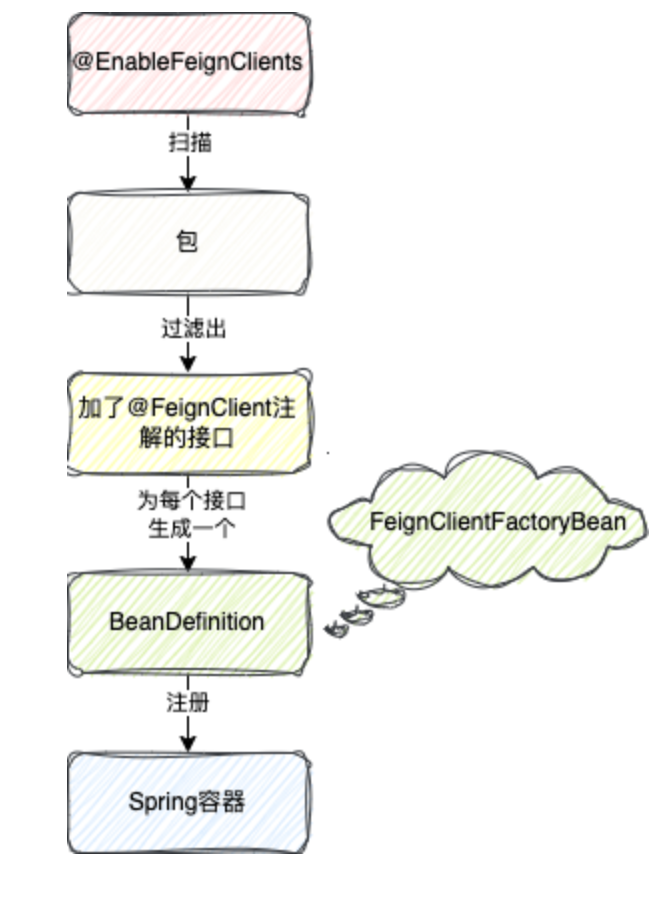 @EnableFeignClients
扫描
包
过滤出
加了@FeignClient注
解的接口
为每个接口
生成一个
FeignClientFactoryBean
BeanDefinition
注册
Spring容器